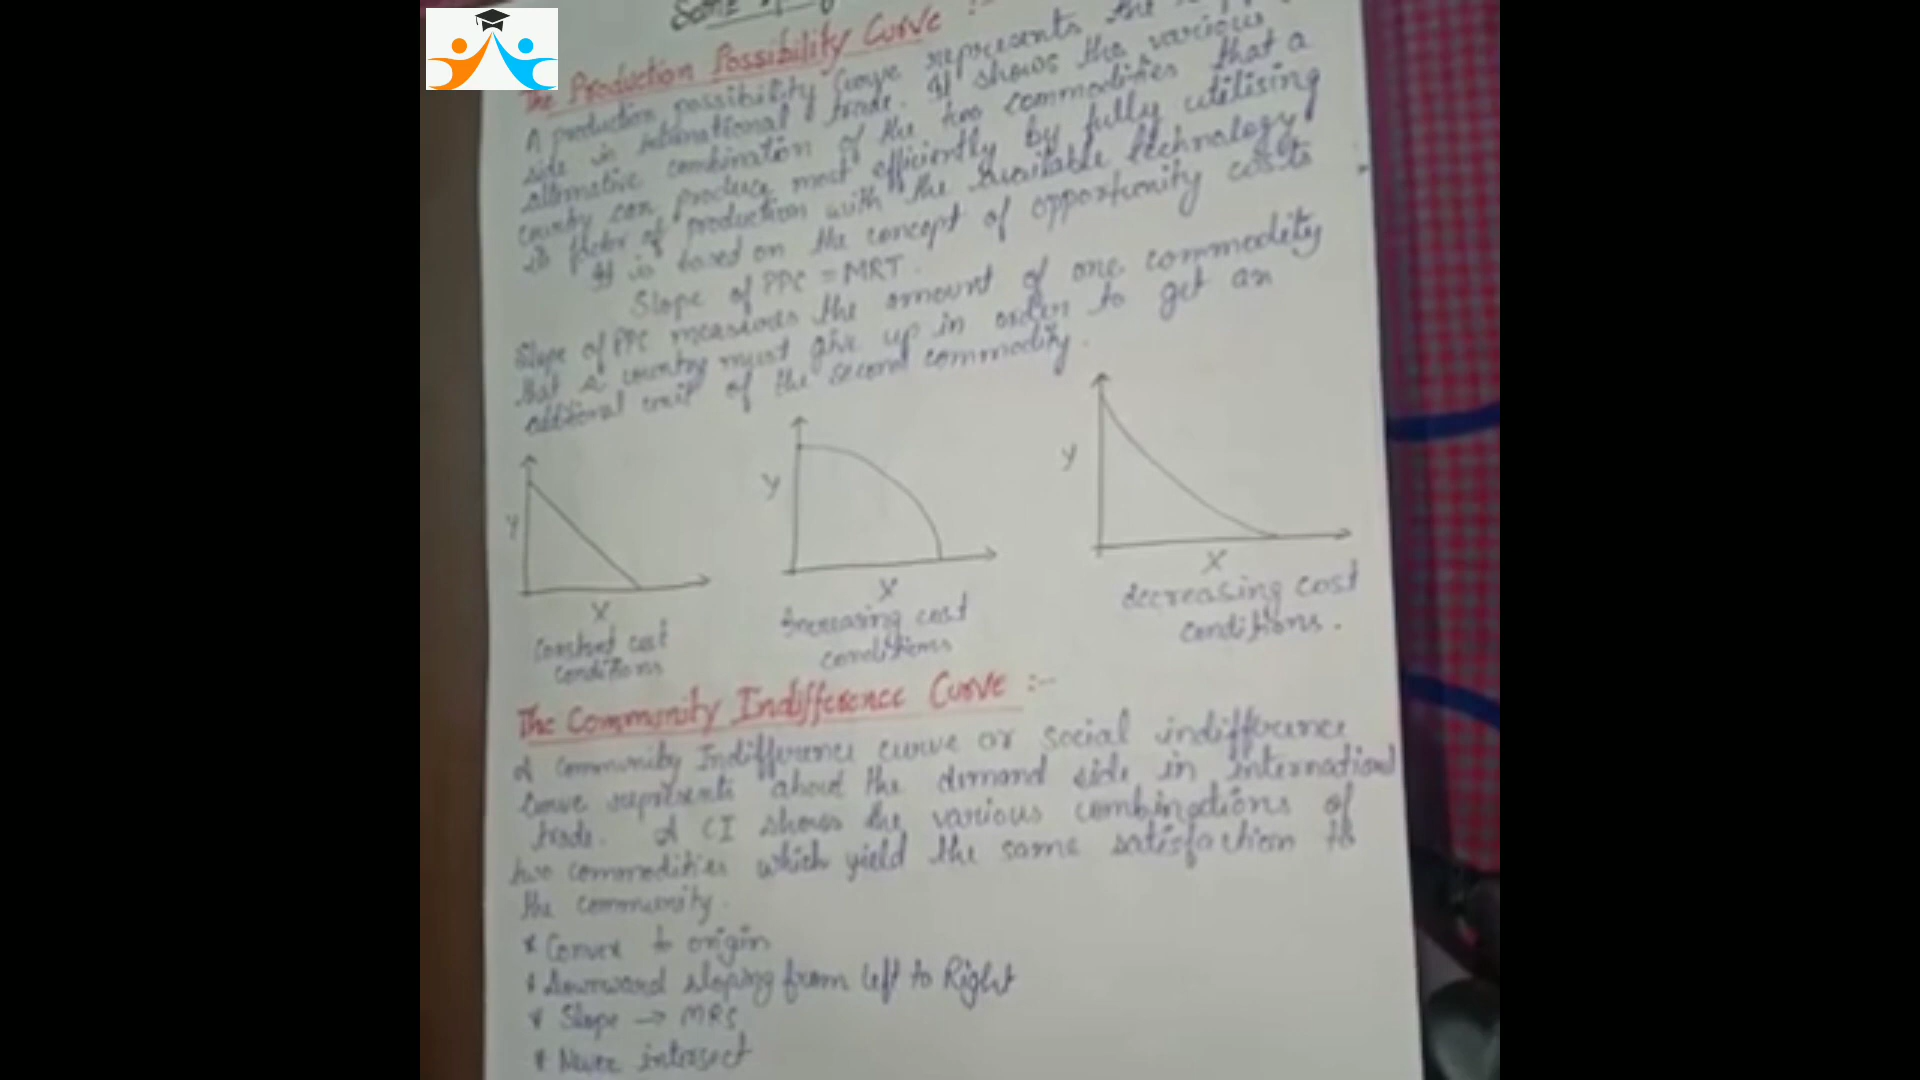 Some
The Production Possibility Curve :-
A production possibility curve represents the
side in international trade. It shows the various
alternative combination of the two commodities that a
country can produce most efficiently by fully utilising
its factor of production with the available technology.
It is based on the concept of opportunity costs
Slope of PPC = MRT.
Slope of PPC measures the amount of one commodity
that a country must give up in order to get an
additional unit of the second commodity.
Y
X
Constant cost
conditions
Y
X
Increasing cost
conditions
Y
X
decreasing cost
conditions.
The Community Indifference Curve :-
A Community Indifference curve or social indifference
curve represents about the demand side in international
trade. A CI shows the various combinations of
two commodities which yield the same satisfaction to
the community.
* Convex to origin
* Downward sloping from left to Right
* Slope → MRS
* Never intersect